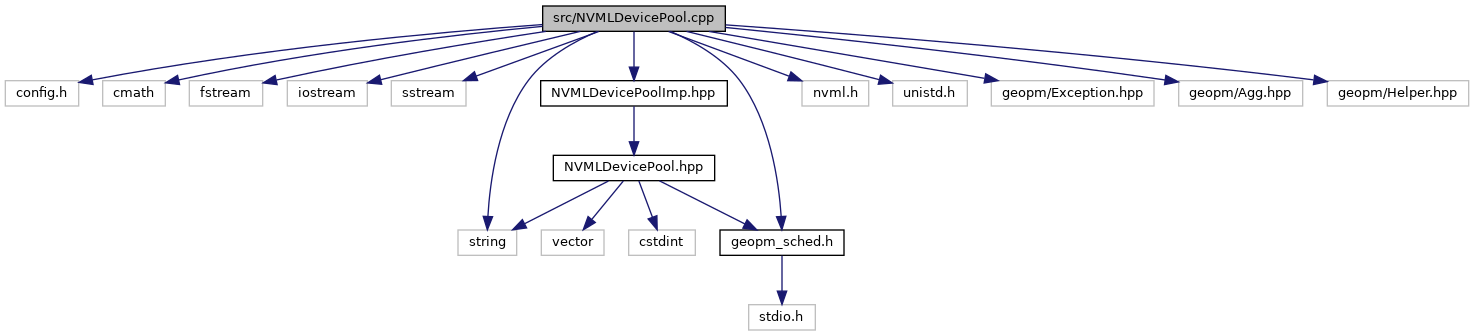 src/NVMLDevicePool.cpp
config.h
cmath
fstream
iostream
sstream
NVMLDevicePoolImp.hpp
nvml.h
unistd.h
geopm/Exception.hpp
geopm/Agg.hpp
geopm/Helper.hpp
NVMLDevicePool.hpp
string
vector
cstdint
geopm_sched.h
stdio.h